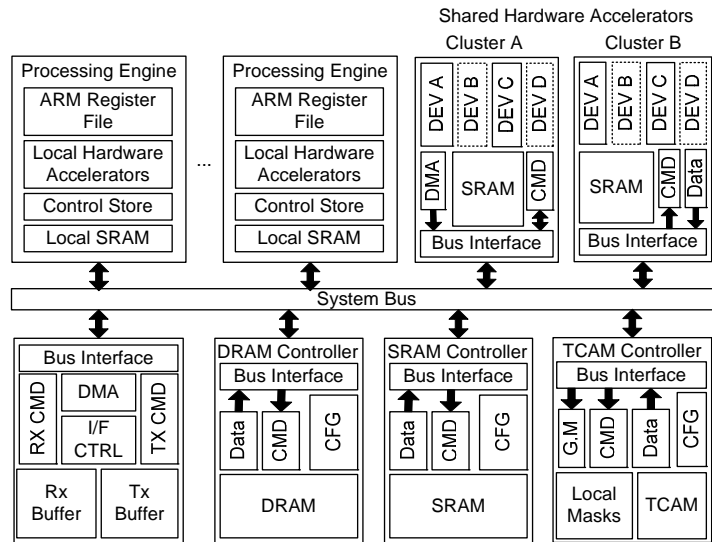 Shared Hardware Accelerators
Processing Engine
ARM Register
File
Local Hardware
Accelerators
Control Store
Local SRAM
...
Processing Engine
ARM Register
File
Local Hardware
Accelerators
Control Store
Local SRAM
Cluster A
DEV A
DEV B
DEV C
DEV D
DMA
SRAM
CMD
Bus Interface
Cluster B
DEV A
DEV B
DEV C
DEV D
SRAM
CMD
Data
Bus Interface
System Bus
Bus Interface
RX CMD
DMA
I/F
CTRL
TX CMD
Rx
Buffer
Tx
Buffer
DRAM Controller
Bus Interface
Data
CMD
CFG
DRAM
SRAM Controller
Bus Interface
Data
CMD
CFG
SRAM
TCAM Controller
Bus Interface
G.M
CMD
Data
CFG
Local
Masks
TCAM